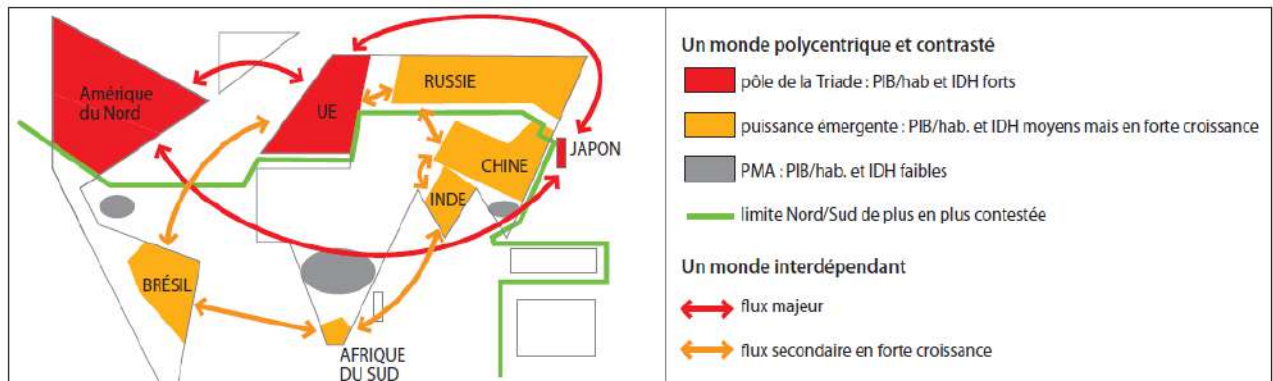 Amérique
du Nord
UE
RUSSIE
CHINE
JAPON
INDE
BRÉSIL
AFRIQUE
DU SUD
Un monde polycentrique et contrasté
pôle de la Triade : PIB/hab et IDH forts
puissance émergente : PIB/hab. et IDH moyens mais en forte croissance
PMA : PIB/hab. et IDH faibles
limite Nord/Sud de plus en plus contestée
Un monde interdépendant
flux majeur
flux secondaire en forte croissance